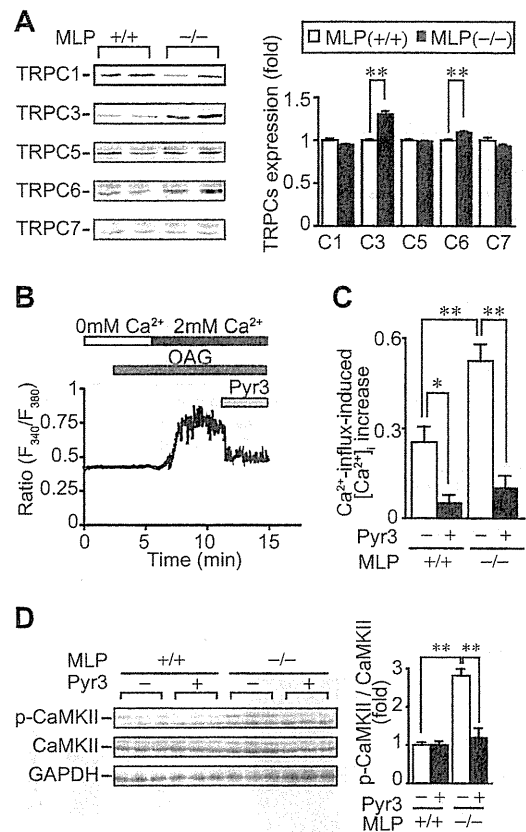 A
MLP +/+ −/−
TRPC1
TRPC3
TRPC5
TRPC6
TRPC7
MLP(+/+) MLP(−/−)
** **
TRPCs expression (fold)
1.5
1
0.5
0
C1 C3 C5 C6 C7
B
0mM Ca²⁺ 2mM Ca²⁺
OAG
Pyr3
Ratio (F₃₄₀/F₃₈₀)
1
0.75
0.5
0.25
0 5 10 15
Time (min)
C
** **
*
Ca²⁺-influx-induced [Ca²⁺]ᵢ increase
0.6
0.3
0
Pyr3 − + − +
MLP +/+ −/−
D
MLP +/+ −/−
Pyr3 − + − +
p-CaMKII
CaMKII
GAPDH
** **
p-CaMKII / CaMKII (fold)
3
2
1
0
Pyr3 − + − +
MLP +/+ −/−